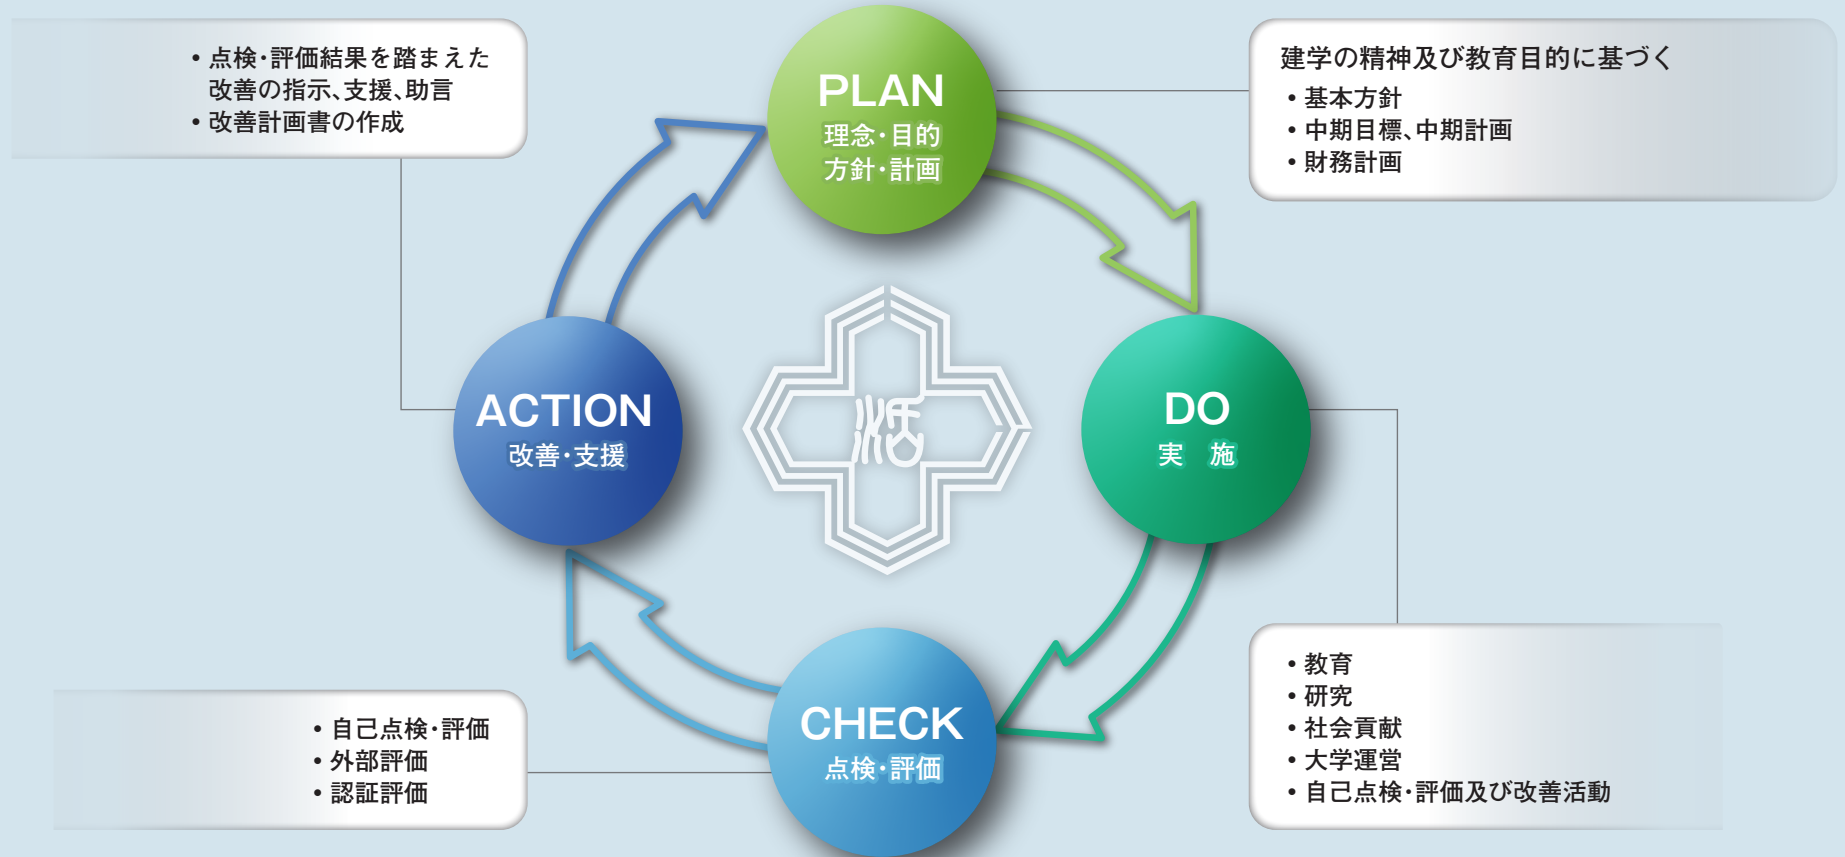 PLAN
理念・目的
方針・計画
建学の精神及び教育目的に基づく
• 基本方針
• 中期目標、中期計画
• 財務計画
DO
実　施
• 教育
• 研究
• 社会貢献
• 大学運営
• 自己点検・評価及び改善活動
CHECK
点検・評価
• 自己点検・評価
• 外部評価
• 認証評価
ACTION
改善・支援
• 点検・評価結果を踏まえた
改善の指示、支援、助言
• 改善計画書の作成